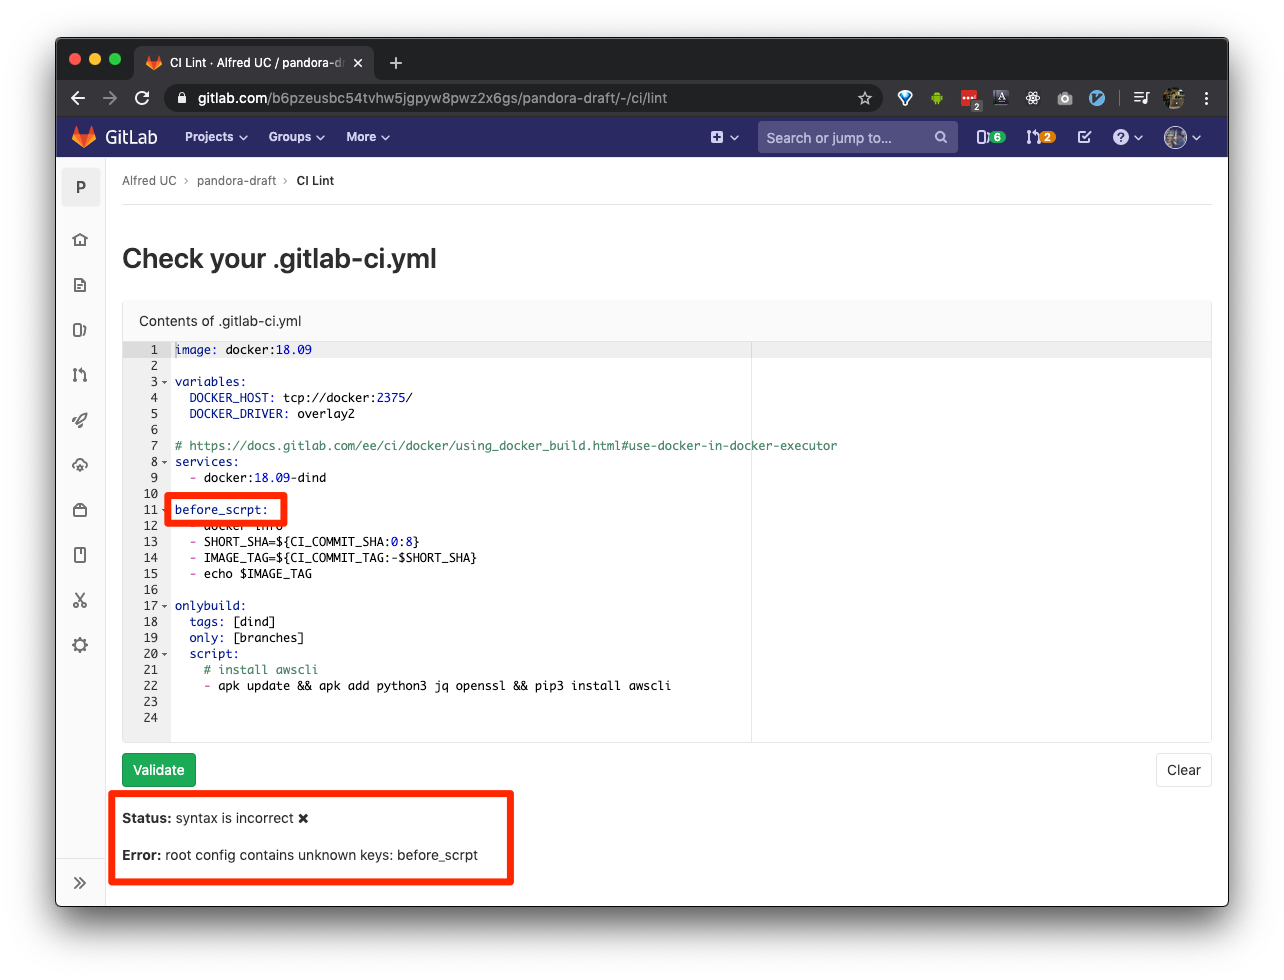 CI Lint · Alfred UC / pandora-d
gitlab.com/b6pzeusbc54tvhw5jgpyw8pwz2x6gs/pandora-draft/-/ci/lint
2
GitLab Projects Groups More Search or jump to... 6 2
P
Alfred UC › pandora-draft › CI Lint
Check your .gitlab-ci.yml
Contents of .gitlab-ci.yml
1 image: docker:18.09
2
3 variables:
4 DOCKER_HOST: tcp://docker:2375/
5 DOCKER_DRIVER: overlay2
6
7 # https://docs.gitlab.com/ee/ci/docker/using_docker_build.html#use-docker-in-docker-executor
8 services:
9 - docker:18.09-dind
10
11 before_scrpt:
12 - docker info
13 - SHORT_SHA=${CI_COMMIT_SHA:0:8}
14 - IMAGE_TAG=${CI_COMMIT_TAG:-$SHORT_SHA}
15 - echo $IMAGE_TAG
16
17 onlybuild:
18 tags: [dind]
19 only: [branches]
20 script:
21 # install awscli
22 - apk update && apk add python3 jq openssl && pip3 install awscli
23
24
Validate Clear
Status: syntax is incorrect ✖
Error: root config contains unknown keys: before_scrpt